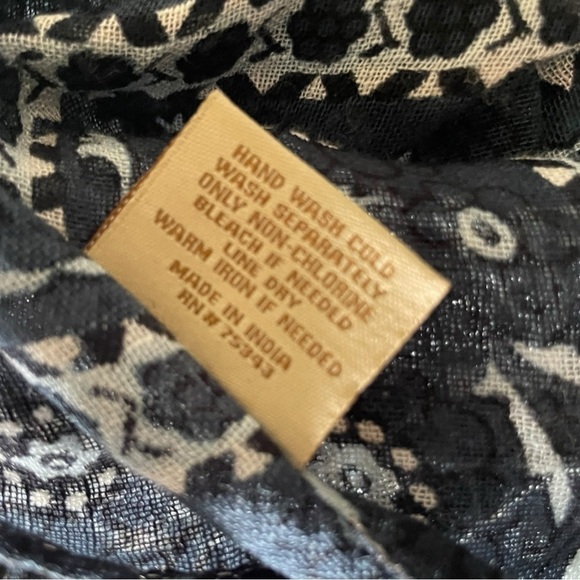 HAND WASH COLD
WASH SEPARATELY
ONLY NON-CHLORINE
BLEACH IF NEEDED
LINE DRY
WARM IRON IF NEEDED
MADE IN INDIA
RN# 75343